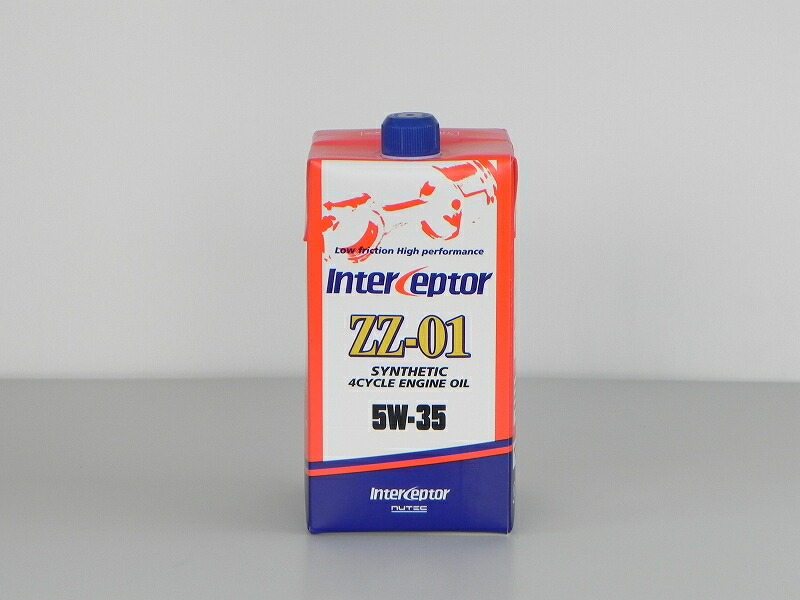 Low friction High performance
Interceptor
ZZ-01
SYNTHETIC
4CYCLE ENGINE OIL
5W-35
Interceptor
NUTEC